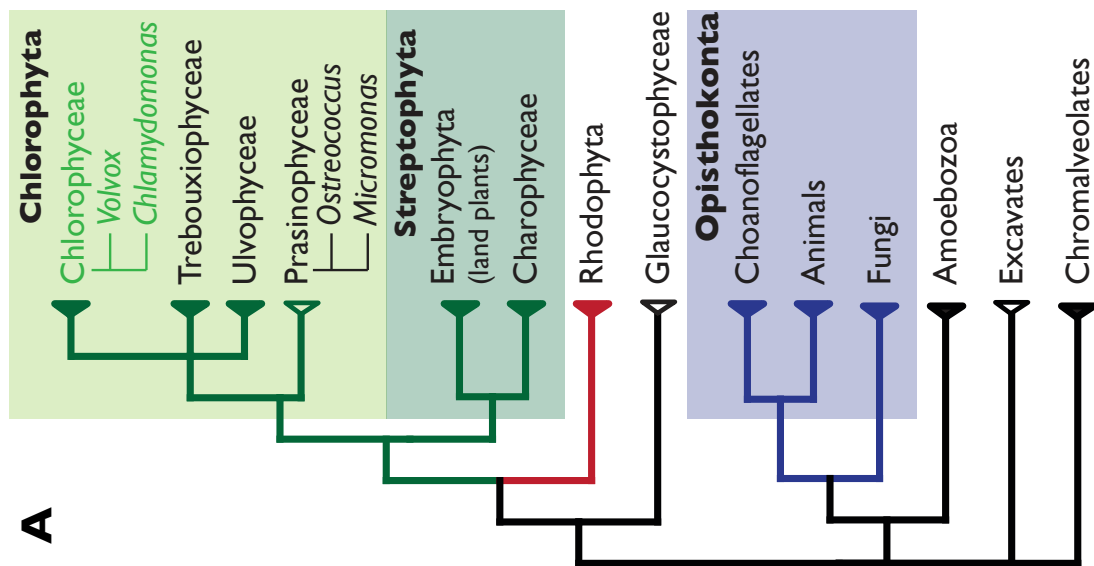 A
Chlorophyta
Chlorophyceae
Volvox
Chlamydomonas
Trebouxiophyceae
Ulvophyceae
Prasinophyceae
Ostreococcus
Micromonas
Streptophyta
Embryophyta
(land plants)
Charophyceae
Rhodophyta
Glaucocystophyceae
Opisthokonta
Choanoflagellates
Animals
Fungi
Amoebozoa
Excavates
Chromalveolates